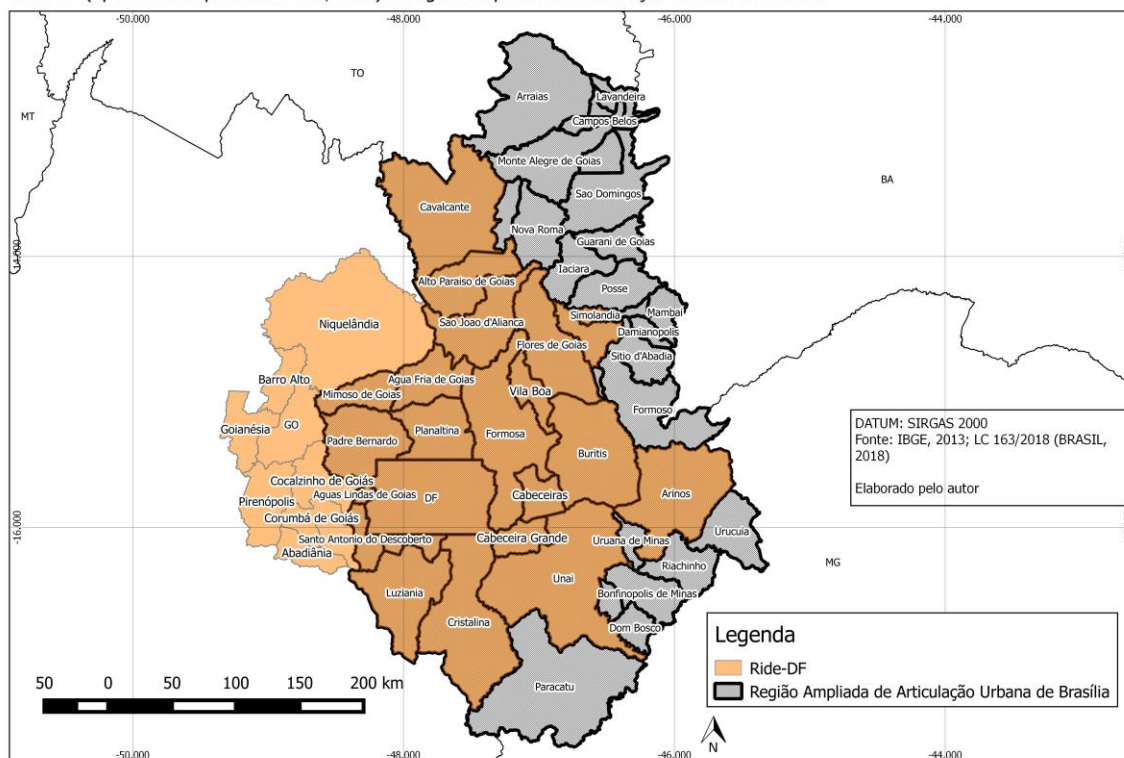 -50.000
-48.000
-46.000
-44.000
TO
MT
BA
Arraias
Lavandeira
Campos Belos
Monte Alegre de Goias
Cavalcante
Sao Domingos
Nova Roma
Guarani de Goias
-14.000
Iaciara
Alto Paraiso de Goias
Posse
Niquelândia
Sao Joao d'Alianca
Simolandia
Mambai
Damianopolis
Flores de Goias
Sitio d'Abadia
Barro Alto
Agua Fria de Goias
Vila Boa
Mimoso de Goias
Formoso
Goianésia
GO
Planaltina
Formosa
Padre Bernardo
Buritis
DATUM: SIRGAS 2000
Fonte: IBGE, 2013; LC 163/2018 (BRASIL,
2018)
Elaborado pelo autor
Cocalzinho de Goiás
Aguas Lindas de Goias
DF
Cabeceiras
Arinos
Pirenópolis
Corumbá de Goiás
-16.000
Urucuia
Santo Antonio do Descoberto
Cabeceira Grande
Uruana de Minas
Abadiânia
Riachinho
MG
Unai
Luziania
Bonfinopolis de Minas
Cristalina
Dom Bosco
Legenda
Ride-DF
Região Ampliada de Articulação Urbana de Brasília
Paracatu
50 0 50 100 150 200 km
N
-50.000
-48.000
-46.000
-44.000